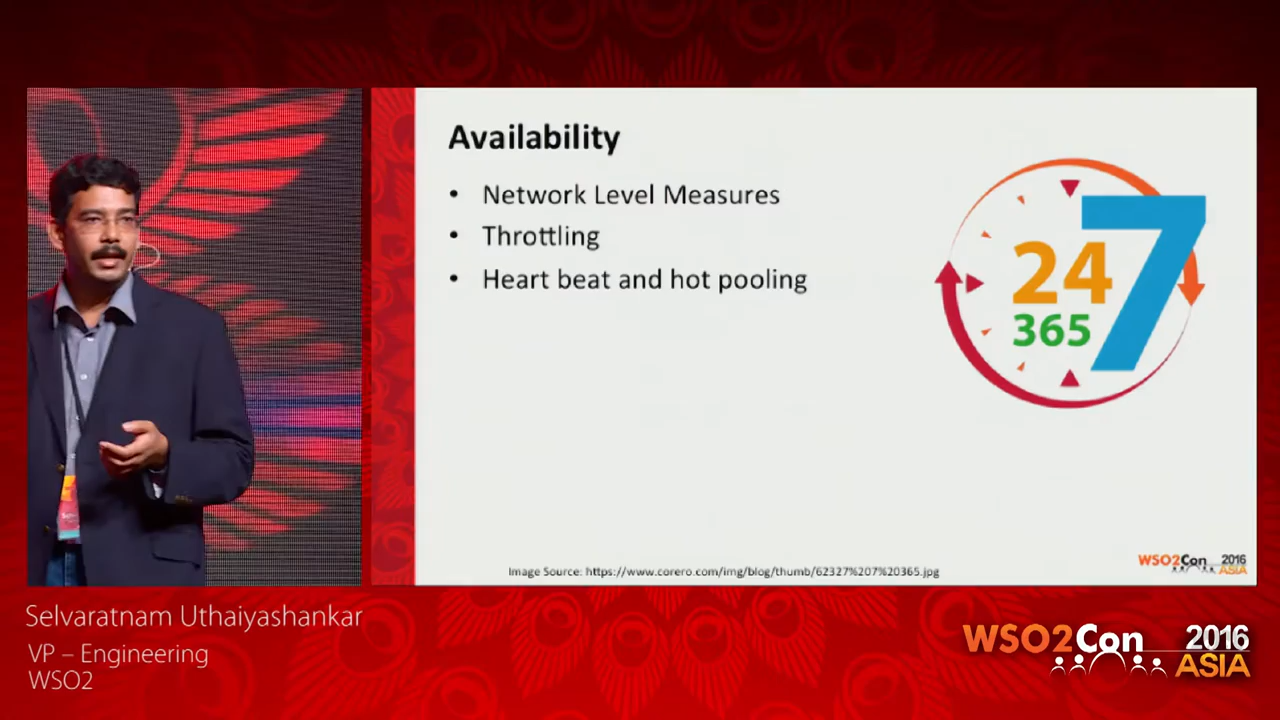 Availability
• Network Level Measures
• Throttling
• Heart beat and hot pooling
24
7
365
Image Source: https://www.corero.com/img/blog/thumb/62327%207%20365.jpg
WSO2Con 2016
ASIA
Selvaratnam Uthaiyashankar
VP – Engineering
WSO2
WSO2Con 2016
ASIA